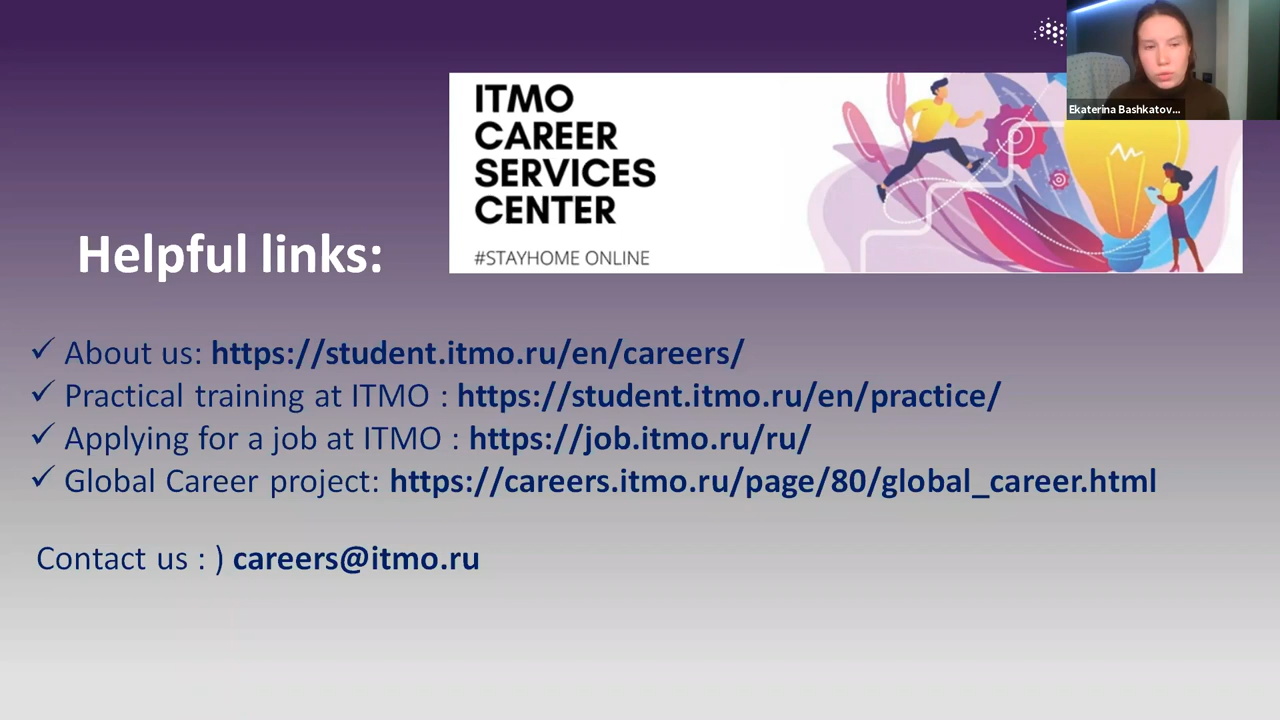 ITMO
CAREER
SERVICES
CENTER
#STAYHOME ONLINE
Ekaterina Bashkatov...
Helpful links:
✓ About us: https://student.itmo.ru/en/careers/
✓ Practical training at ITMO : https://student.itmo.ru/en/practice/
✓ Applying for a job at ITMO : https://job.itmo.ru/ru/
✓ Global Career project: https://careers.itmo.ru/page/80/global_career.html
Contact us : ) careers@itmo.ru